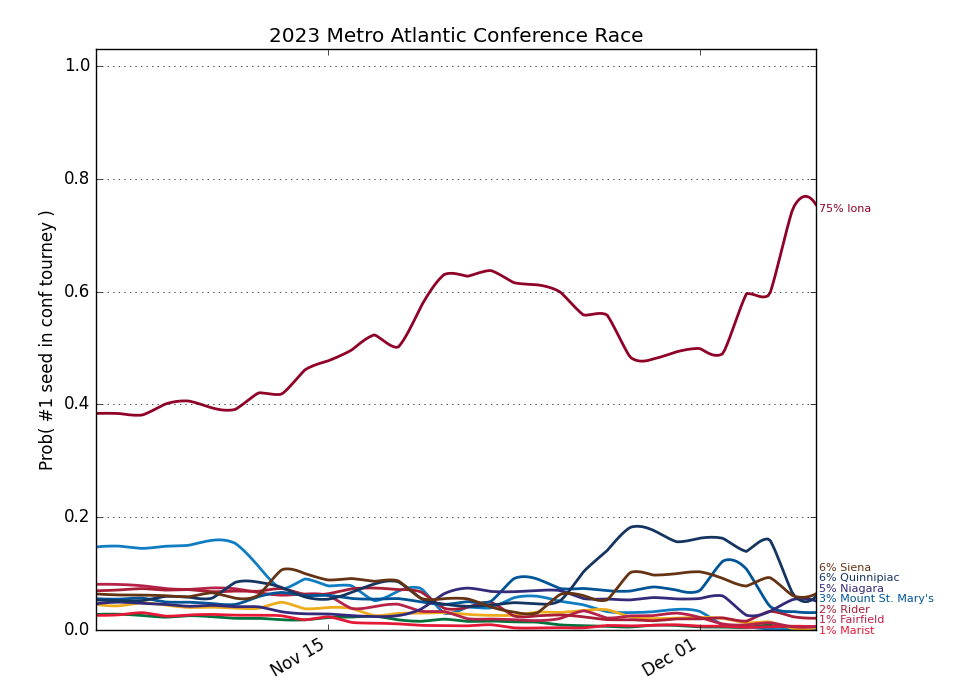 2023 Metro Atlantic Conference Race
Prob( #1 seed in conf tourney )
1.0
0.8
0.6
0.4
0.2
0.0
Nov 15
Dec 01
75% Iona
6% Siena
6% Quinnipiac
5% Niagara
3% Mount St. Mary's
2% Rider
1% Fairfield
1% Marist